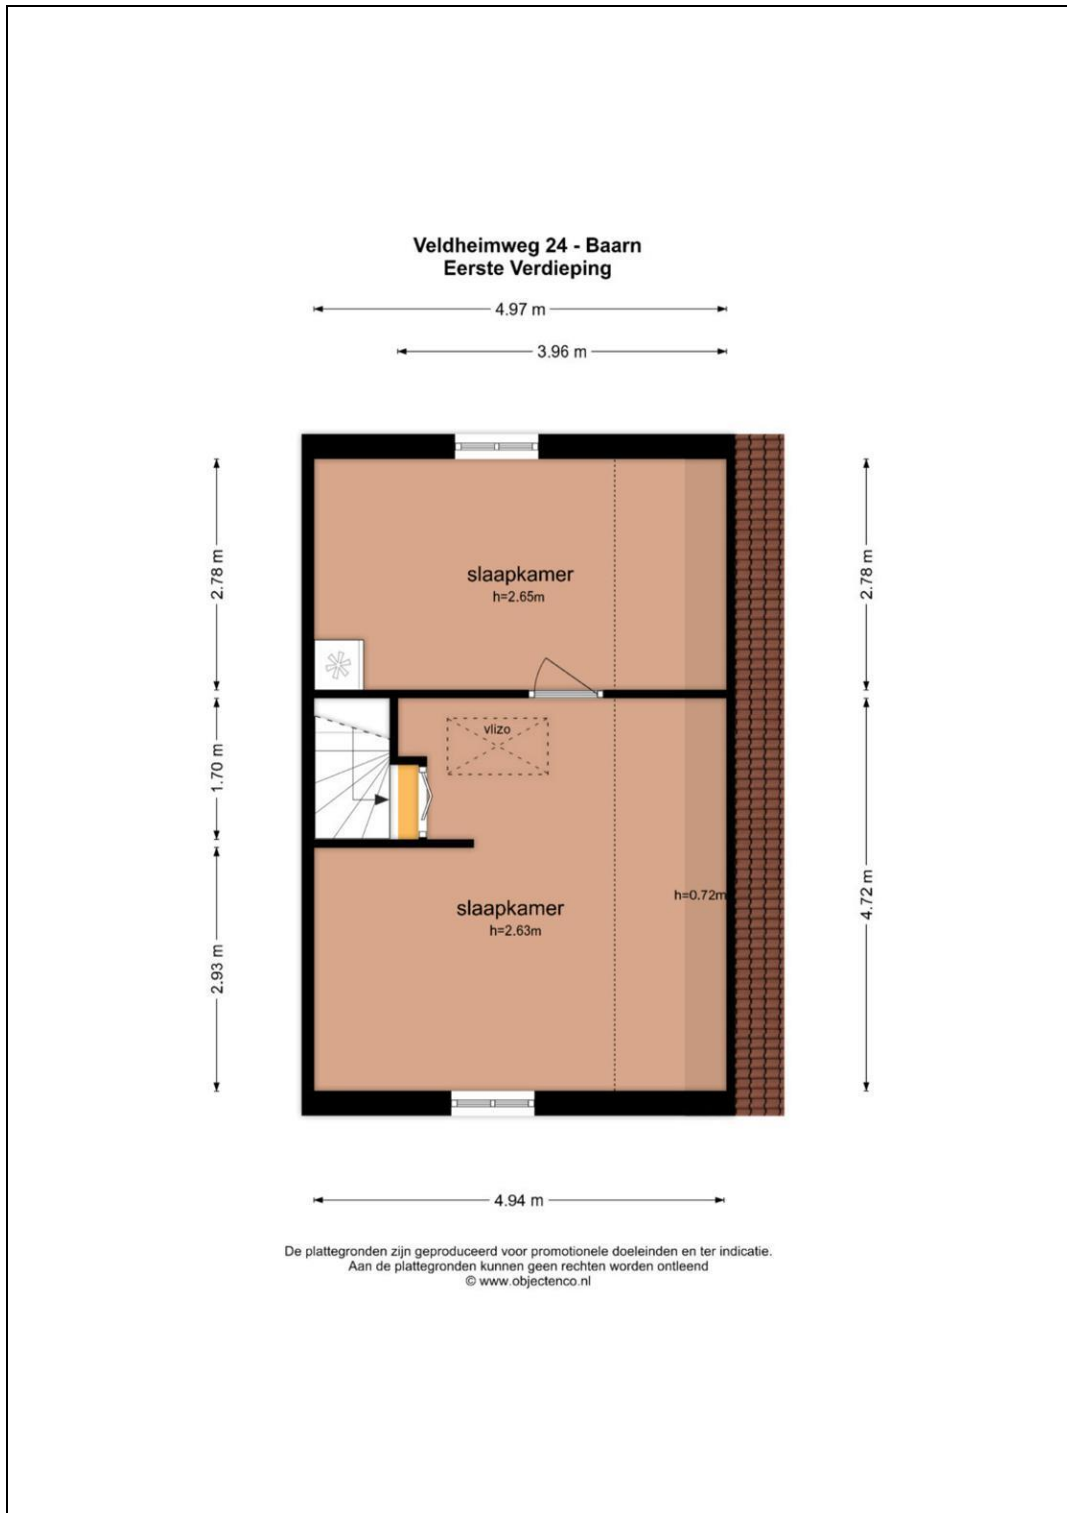 Veldheimweg 24 - Baarn
Eerste Verdieping
4.97 m
3.96 m
2.78 m
2.78 m
slaapkamer
h=2.65m
vlizo
1.70 m
h=0.72m
4.72 m
slaapkamer
h=2.63m
2.93 m
4.94 m
De plattegronden zijn geproduceerd voor promotionele doeleinden en ter indicatie.
Aan de plattegronden kunnen geen rechten worden ontleend
© www.objectenco.nl